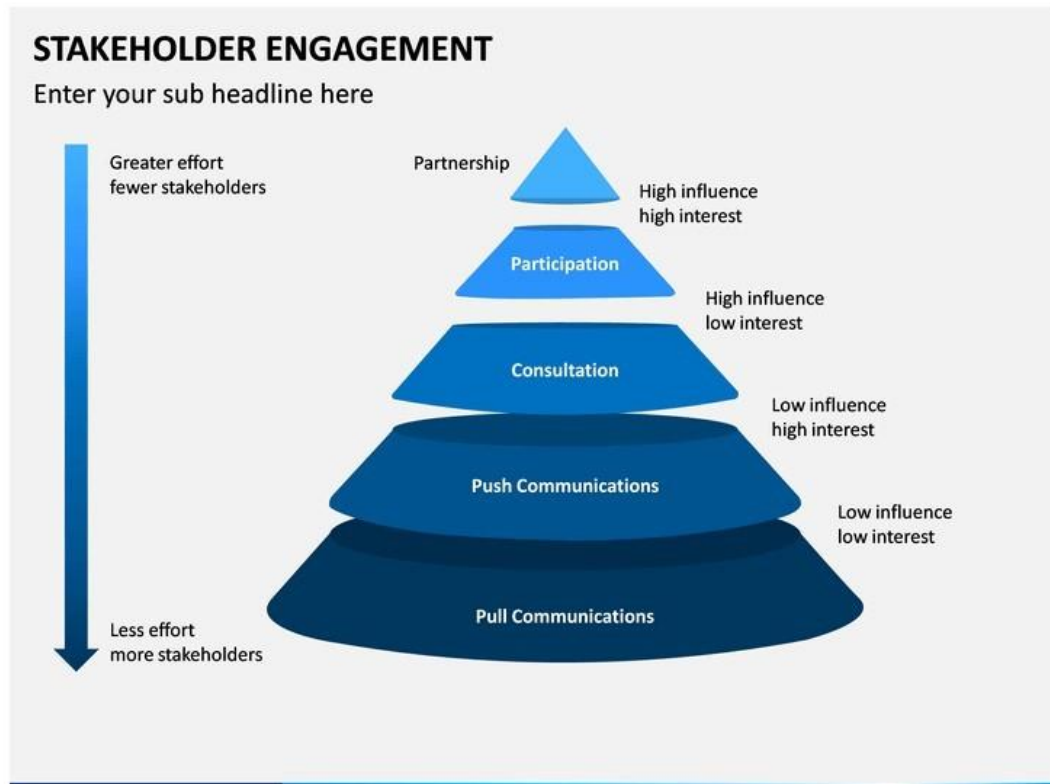 STAKEHOLDER ENGAGEMENT
Enter your sub headline here
Greater effort
fewer stakeholders
Partnership
High influence
high interest
Participation
High influence
low interest
Consultation
Low influence
high interest
Push Communications
Low influence
low interest
Pull Communications
Less effort
more stakeholders